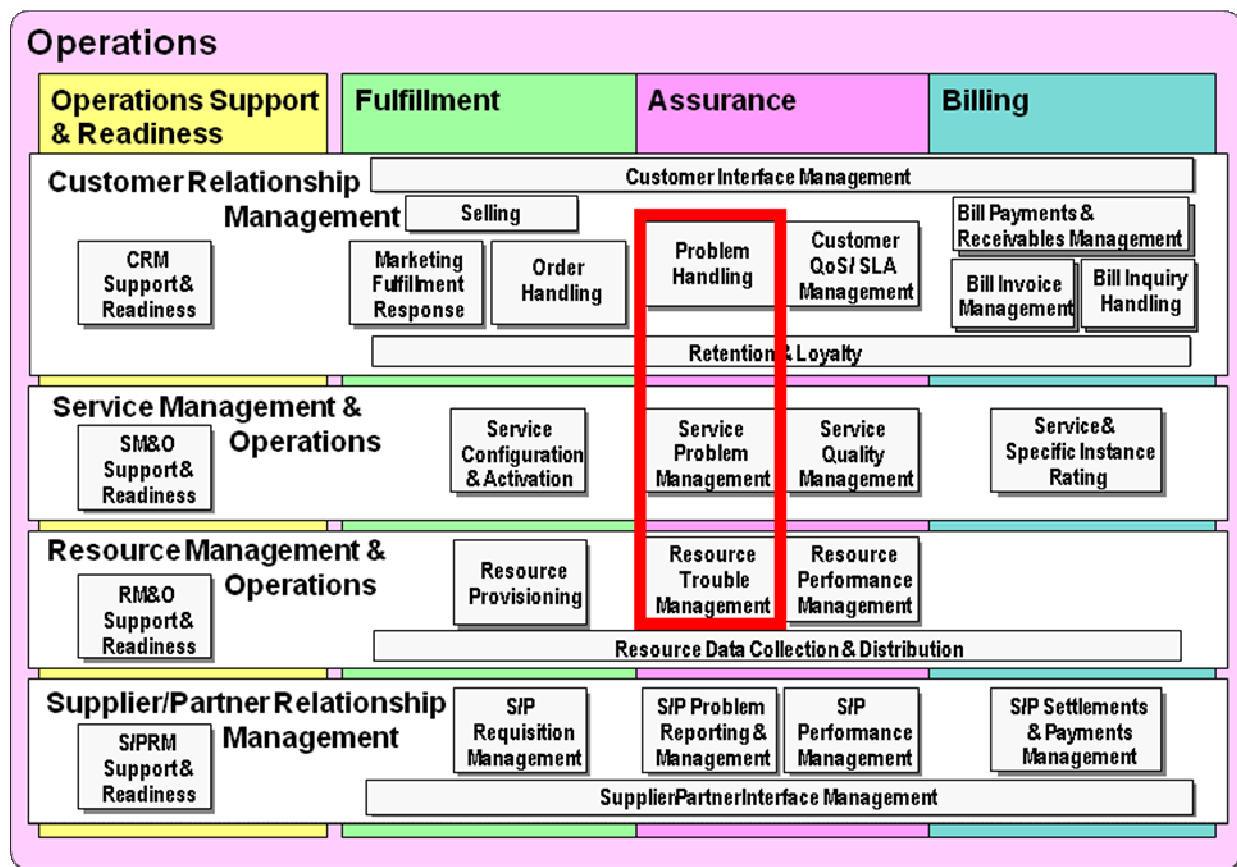 Operations
Operations Support
& Readiness
Fulfillment
Assurance
Billing
Customer Relationship
Management
Customer Interface Management
Selling
CRM
Support&
Readiness
Marketing
Fulfillment
Response
Order
Handling
Problem
Handling
Customer
QoS/ SLA
Management
Bill Payments &
Receivables Management
Bill Invoice
Management
Bill Inquiry
Handling
Retention & Loyalty
Service Management &
Operations
SM&O
Support&
Readiness
Service
Configuration
& Activation
Service
Problem
Management
Service
Quality
Management
Service&
Specific Instance
Rating
Resource Management &
Operations
RM&O
Support&
Readiness
Resource
Provisioning
Resource
Trouble
Management
Resource
Performance
Management
Resource Data Collection & Distribution
Supplier/Partner Relationship
Management
S/PRM
Support&
Readiness
S/P
Requisition
Management
S/P Problem
Reporting &
Management
S/P
Performance
Management
S/P Settlements
& Payments
Management
SupplierPartnerInterface Management